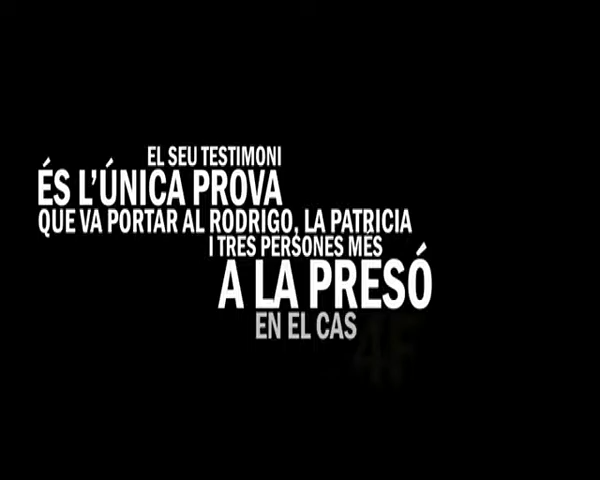 EL SEU TESTIMONI
ÉS L'ÚNICA PROVA
QUE VA PORTAR AL RODRIGO, LA PATRICIA
I TRES PERSONES MÉS
A LA PRESÓ
EN EL CAS
4F